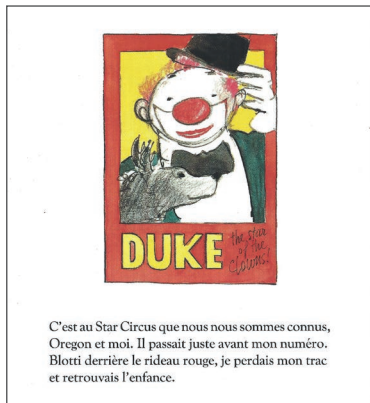 DUKE
the star
of the
clowns!
C'est au Star Circus que nous nous sommes connus,
Oregon et moi. Il passait juste avant mon numéro.
Blotti derrière le rideau rouge, je perdais mon trac
et retrouvais l'enfance.